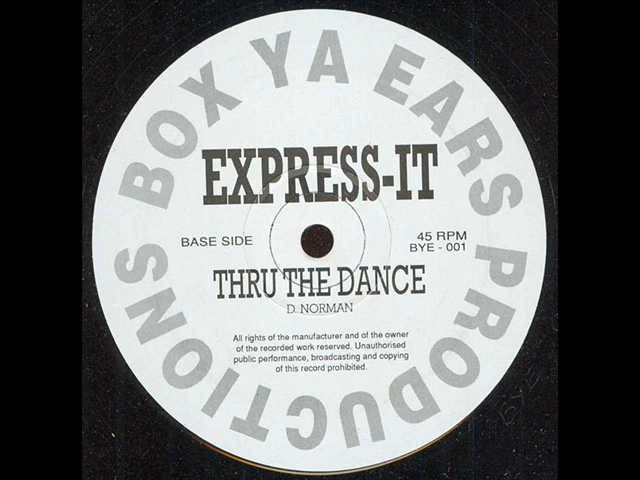 BOX YA EARS PRODUCTIONS
EXPRESS-IT
BASE SIDE
45 RPM
BYE - 001
THRU THE DANCE
D. NORMAN
All rights of the manufacturer and of the owner
of the recorded work reserved. Unauthorised
public performance, broadcasting and copying
of this record prohibited.